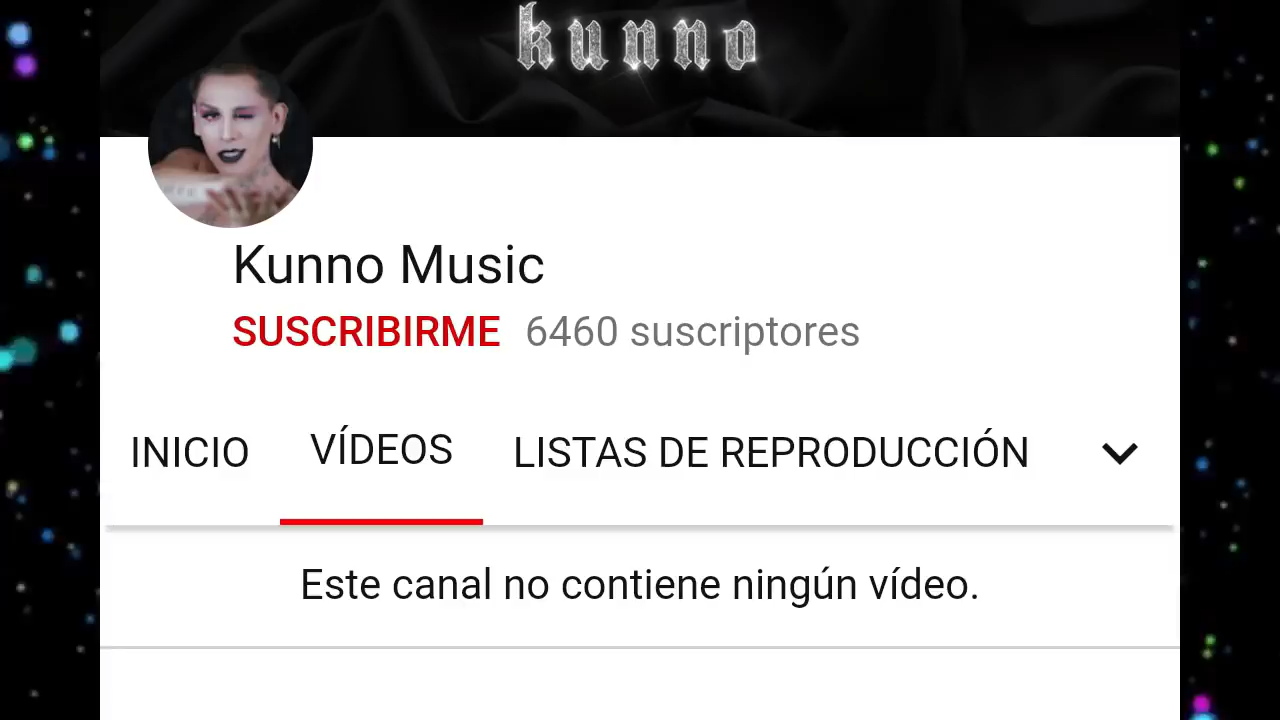 kunno
Kunno Music
SUSCRIBIRME 6460 suscriptores
INICIO VÍDEOS LISTAS DE REPRODUCCIÓN
Este canal no contiene ningún vídeo.